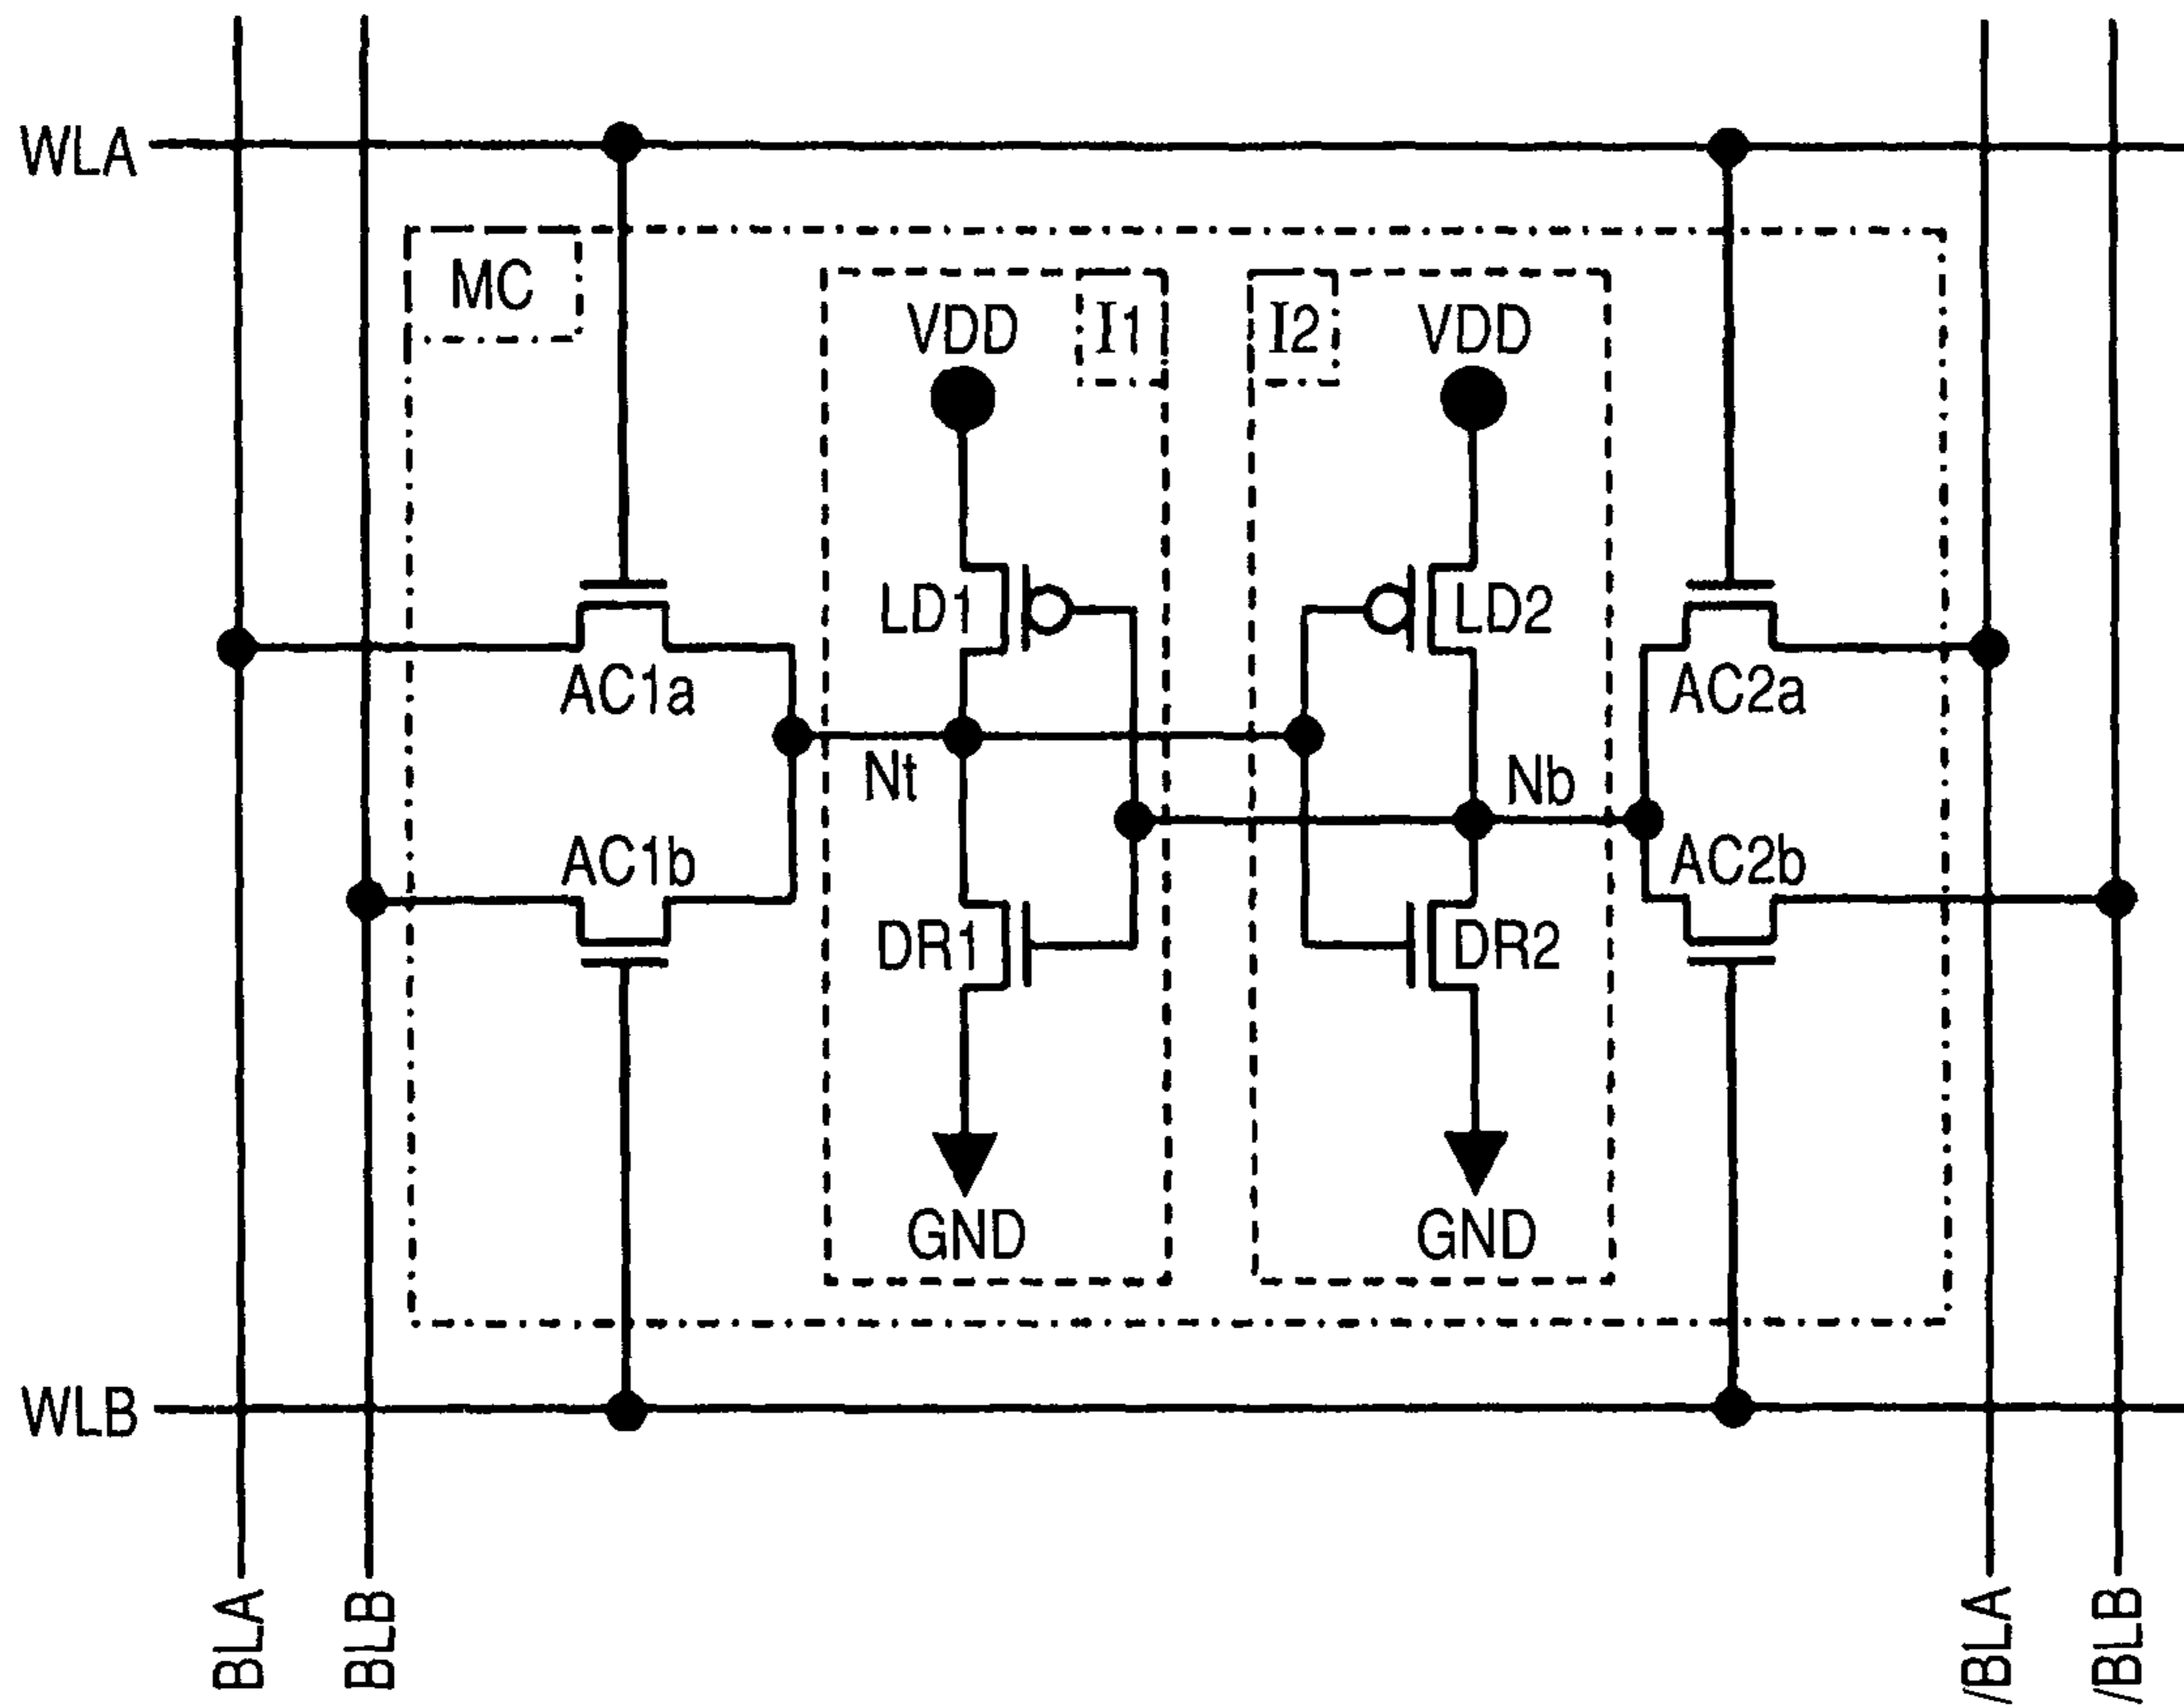 WLA
MC
VDD
I1
I2
VDD
LD1
LD2
AC1a
AC2a
Nt
Nb
AC1b
AC2b
DR1
DR2
GND
GND
WLB
BLA
BLB
/BLA
/BLB